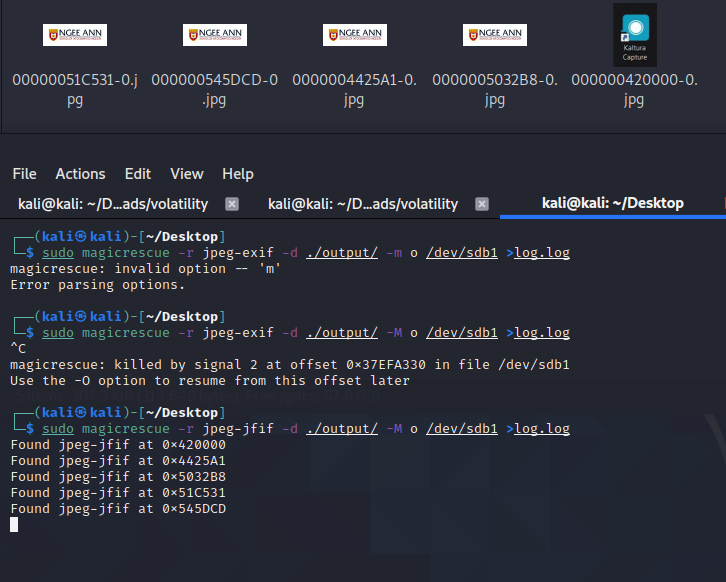 NGEE ANN
NGEE ANN
NGEE ANN
NGEE ANN
Kaltura
Capture
00000051C531-0.j
pg
000000545DCD-0
.jpg
0000004425A1-0.
jpg
0000005032B8-0.
jpg
000000420000-0.
jpg
File Actions Edit View Help
kali@kali: ~/D...ads/volatility
kali@kali: ~/D...ads/volatility
kali@kali: ~/Desktop
┌──(kali㉿kali)-[~/Desktop]
└─$ sudo magicrescue -r jpeg-exif -d ./output/ -m o /dev/sdb1 >log.log
magicrescue: invalid option -- 'm'
Error parsing options.
┌──(kali㉿kali)-[~/Desktop]
└─$ sudo magicrescue -r jpeg-exif -d ./output/ -M o /dev/sdb1 >log.log
^C
magicrescue: killed by signal 2 at offset 0×37EFA330 in file /dev/sdb1
Use the -O option to resume from this offset later
┌──(kali㉿kali)-[~/Desktop]
└─$ sudo magicrescue -r jpeg-jfif -d ./output/ -M o /dev/sdb1 >log.log
Found jpeg-jfif at 0×420000
Found jpeg-jfif at 0×4425A1
Found jpeg-jfif at 0×5032B8
Found jpeg-jfif at 0×51C531
Found jpeg-jfif at 0×545DCD